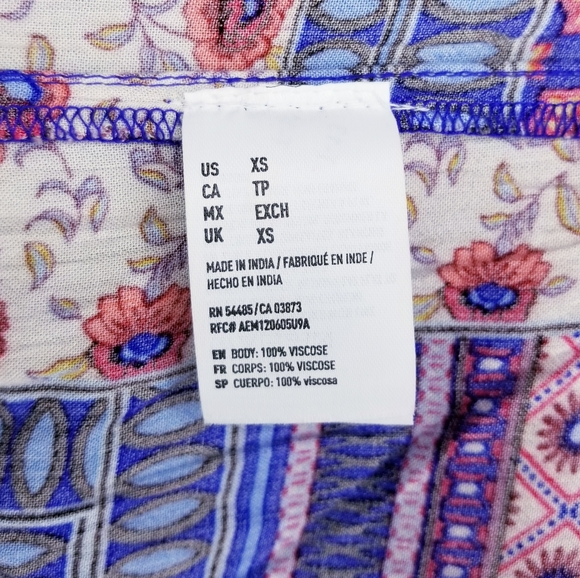 US XS
CA TP
MX EXCH
UK XS
MADE IN INDIA / FABRIQUÉ EN INDE /
HECHO EN INDIA
RN 54485/CA 03873
RFC# AEM120605U9A
EN BODY: 100% VISCOSE
FR CORPS: 100% VISCOSE
SP CUERPO: 100% viscosa